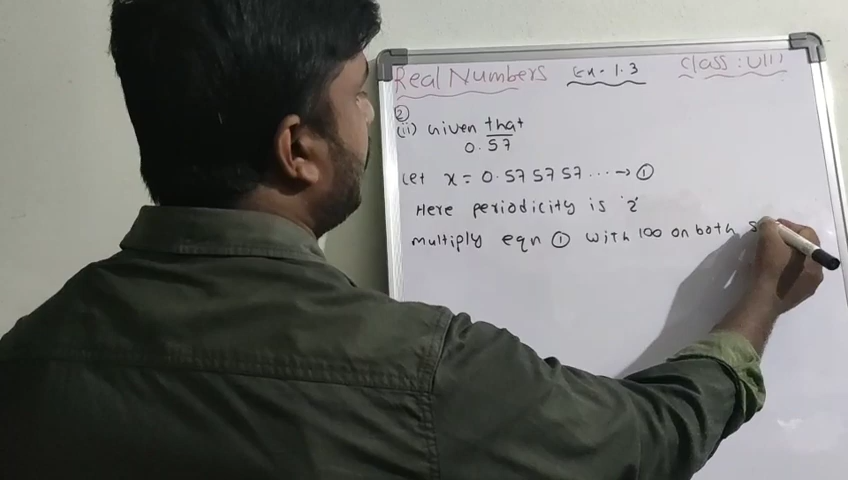 Real Numbers Ex. 1.3 Class: VIII
②
(ii) Given that
0.57
Let x = 0.575757... → ①
Here periodicity is '2'
multiply eqn ① with 100 on both s